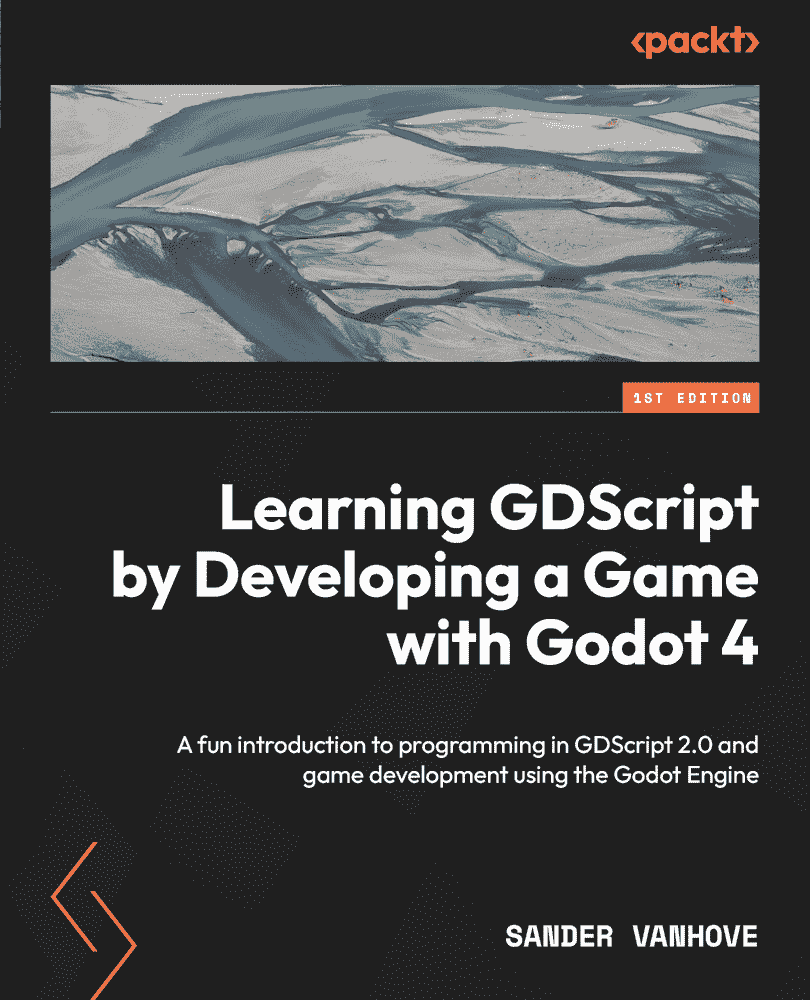 <packt>
1ST EDITION
Learning GDScript
by Developing a Game
with Godot 4
A fun introduction to programming in GDScript 2.0 and
game development using the Godot Engine
SANDER VANHOVE